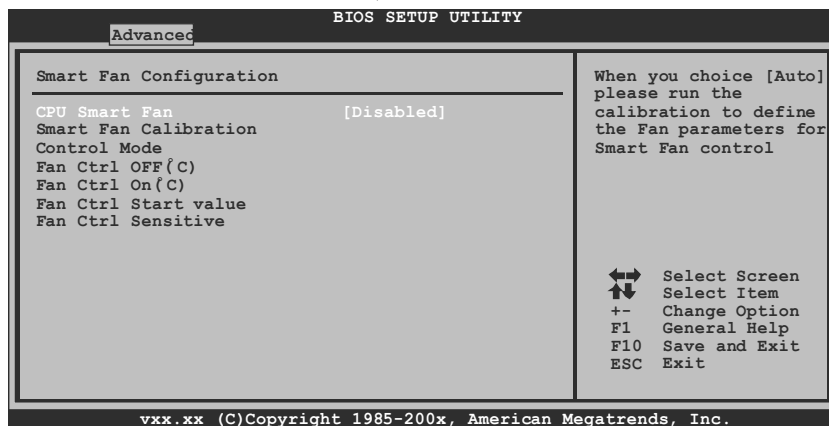 BIOS SETUP UTILITY
Advanced
Smart Fan Configuration
CPU Smart Fan [Disabled]
Smart Fan Calibration
Control Mode
Fan Ctrl OFF(°C)
Fan Ctrl On(°C)
Fan Ctrl Start value
Fan Ctrl Sensitive
When you choice [Auto]
please run the
calibration to define
the Fan parameters for
Smart Fan control
Select Screen
Select Item
+- Change Option
F1 General Help
F10 Save and Exit
ESC Exit
vxx.xx (C)Copyright 1985-200x, American Megatrends, Inc.